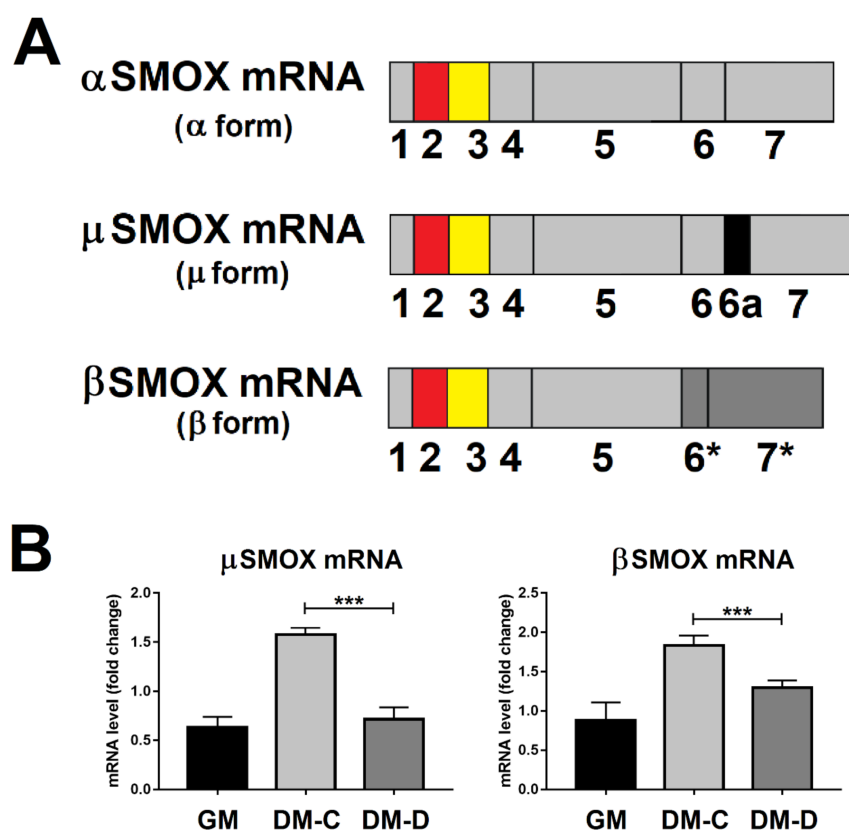 A
αSMOX mRNA
(α form)
1 2 3 4 5 6 7
μSMOX mRNA
(μ form)
1 2 3 4 5 6 6a 7
βSMOX mRNA
(β form)
1 2 3 4 5 6* 7*
B
μSMOX mRNA
mRNA level (fold change)
2.0
1.5
1.0
0.5
0.0
***
GM DM-C DM-D
βSMOX mRNA
mRNA level (fold change)
2.5
2.0
1.5
1.0
0.5
0.0
***
GM DM-C DM-D